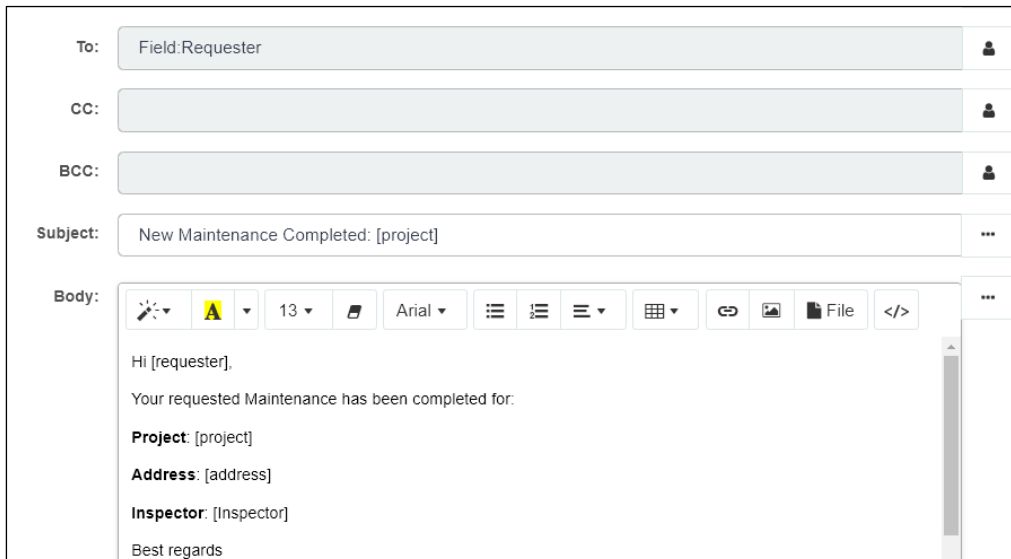 To: Field:Requester
CC:
BCC:
Subject: New Maintenance Completed: [project]
Body:
A 13 Arial File </>
Hi [requester],
Your requested Maintenance has been completed for:
Project: [project]
Address: [address]
Inspector: [Inspector]
Best regards